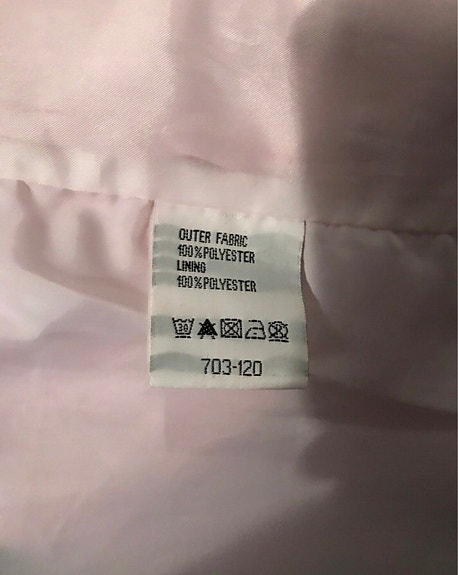 OUTER FABRIC
100%POLYESTER
LINING
100%POLYESTER
30
703-120